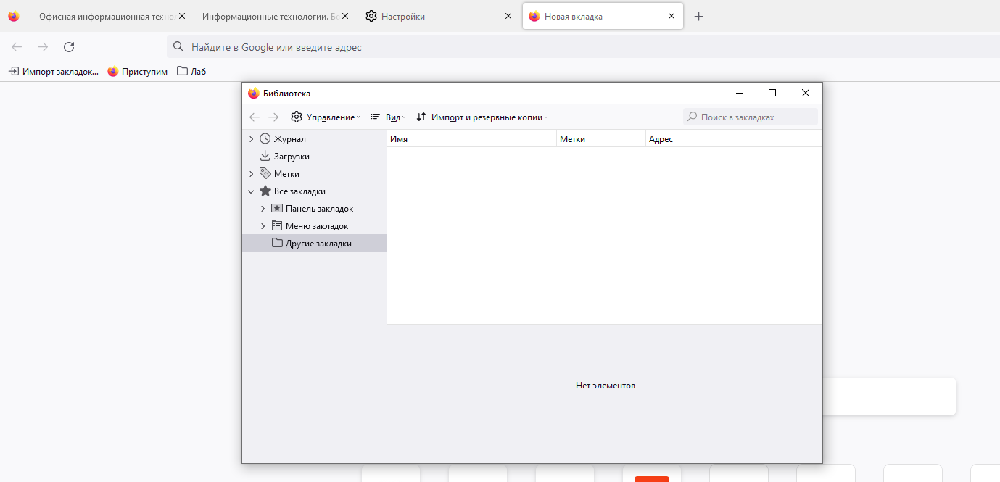 Офисная информационная техно
Информационные технологии. Бо
Настройки
Новая вкладка
Найдите в Google или введите адрес
Импорт закладок...
Приступим
Лаб
Библиотека
Управление
Вид
Импорт и резервные копии
Поиск в закладках
Журнал
Загрузки
Метки
Все закладки
Панель закладок
Меню закладок
Другие закладки
Имя
Метки
Адрес
Нет элементов